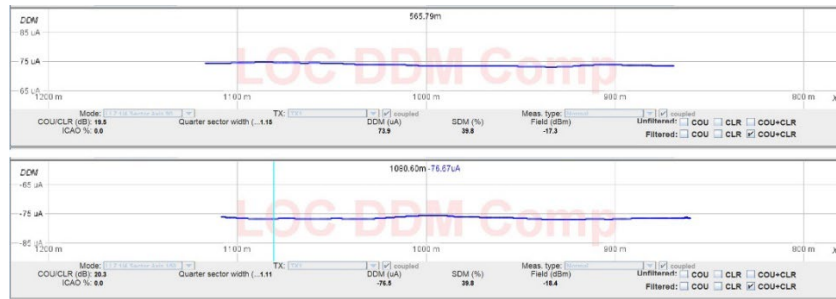 DDM
565.79m
85 uA
75 uA
65 uA
LOC DDM Comp
1200 m 1100 m 1000 m 900 m 800 m X
Mode: TX: TX1 coupled Meas. type: Normal Unfiltered: COU CLR COU+CLR
COU/CLR (dB): 19.8 Quarter sector width (...1.15 DDM (uA) SDM (%) Field (dBm) Filtered: COU CLR COU+CLR
ICAO %: 0.0 73.9 39.8 -17.3
DDM
1080.60m -76.67uA
-65 uA
-75 uA
-85 uA
LOC DDM Comp
1200 m 1100 m 1000 m 900 m 800 m X
Mode: TX: TX1 coupled Meas. type: Normal Unfiltered: COU CLR COU+CLR
COU/CLR (dB): 20.3 Quarter sector width (...1.11 DDM (uA) SDM (%) Field (dBm) Filtered: COU CLR COU+CLR
ICAO %: 0.0 -76.5 39.8 -18.4